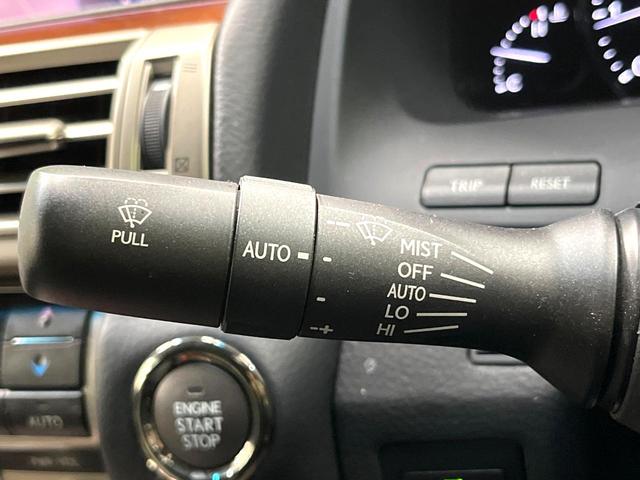 TRIP
RESET
PULL
AUTO
MIST
OFF
AUTO
LO
HI
-+
ENGINE
START
STOP
AUTO